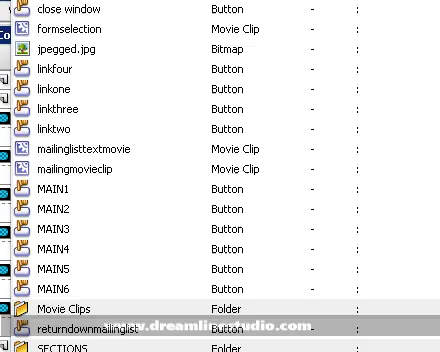 close window Button - :
formselection Movie Clip - :
jpegged.jpg Bitmap - :
linkfour Button - :
linkone Button - :
linkthree Button - :
linktwo Button - :
mailinglisttextmovie Movie Clip - :
mailingmovieclip Movie Clip - :
MAIN1 Button - :
MAIN2 Button - :
MAIN3 Button - :
MAIN4 Button - :
MAIN5 Button - :
MAIN6 Button - :
Movie Clips Folder
returndownmailinglist Button - :
www.dreamlinestudio.com
SECTIONS Folder